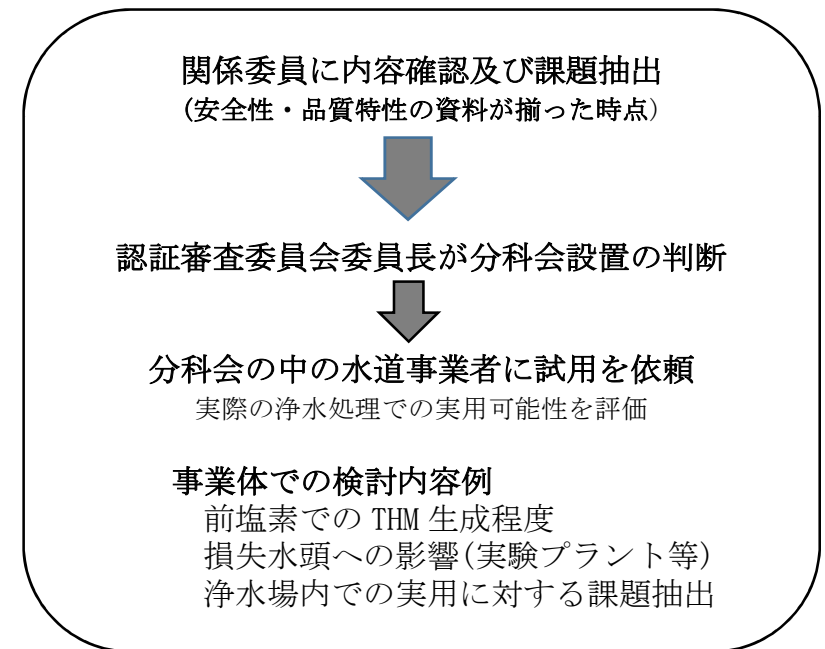 関係委員に内容確認及び課題抽出
(安全性・品質特性の資料が揃った時点)
認証審査委員会委員長が分科会設置の判断
分科会の中の水道事業者に試用を依頼
実際の浄水処理での実用可能性を評価
事業体での検討内容例
前塩素での THM 生成程度
損失水頭への影響(実験プラント等)
浄水場内での実用に対する課題抽出